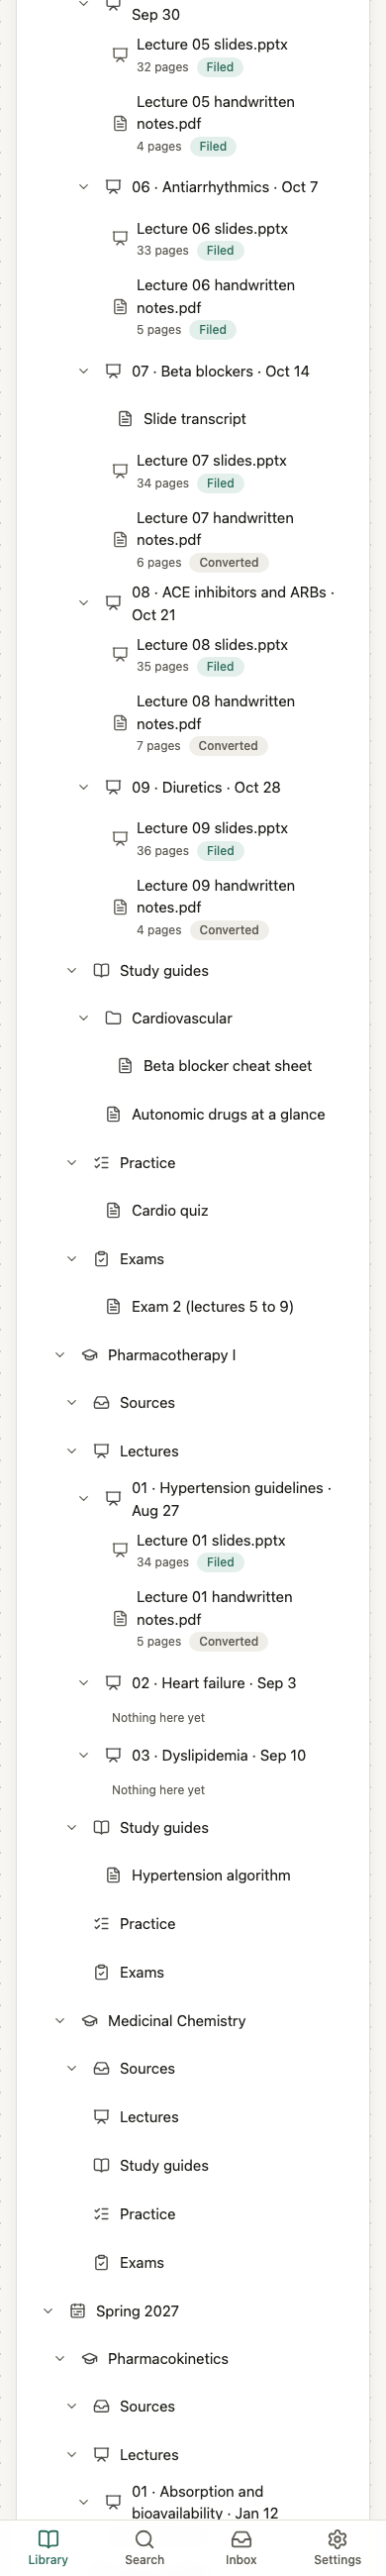 Sep 30
Lecture 05 slides.pptx
32 pages Filed
Lecture 05 handwritten
notes.pdf
4 pages Filed
06 · Antiarrhythmics · Oct 7
Lecture 06 slides.pptx
33 pages Filed
Lecture 06 handwritten
notes.pdf
5 pages Filed
07 · Beta blockers · Oct 14
Slide transcript
Lecture 07 slides.pptx
34 pages Filed
Lecture 07 handwritten
notes.pdf
6 pages Converted
08 · ACE inhibitors and ARBs ·
Oct 21
Lecture 08 slides.pptx
35 pages Filed
Lecture 08 handwritten
notes.pdf
7 pages Converted
09 · Diuretics · Oct 28
Lecture 09 slides.pptx
36 pages Filed
Lecture 09 handwritten
notes.pdf
4 pages Converted
Study guides
Cardiovascular
Beta blocker cheat sheet
Autonomic drugs at a glance
Practice
Cardio quiz
Exams
Exam 2 (lectures 5 to 9)
Pharmacotherapy I
Sources
Lectures
01 · Hypertension guidelines ·
Aug 27
Lecture 01 slides.pptx
34 pages Filed
Lecture 01 handwritten
notes.pdf
5 pages Converted
02 · Heart failure · Sep 3
Nothing here yet
03 · Dyslipidemia · Sep 10
Nothing here yet
Study guides
Hypertension algorithm
Practice
Exams
Medicinal Chemistry
Sources
Lectures
Study guides
Practice
Exams
Spring 2027
Pharmacokinetics
Sources
Lectures
01 · Absorption and
bioavailability · Jan 12
Library Search Inbox Settings